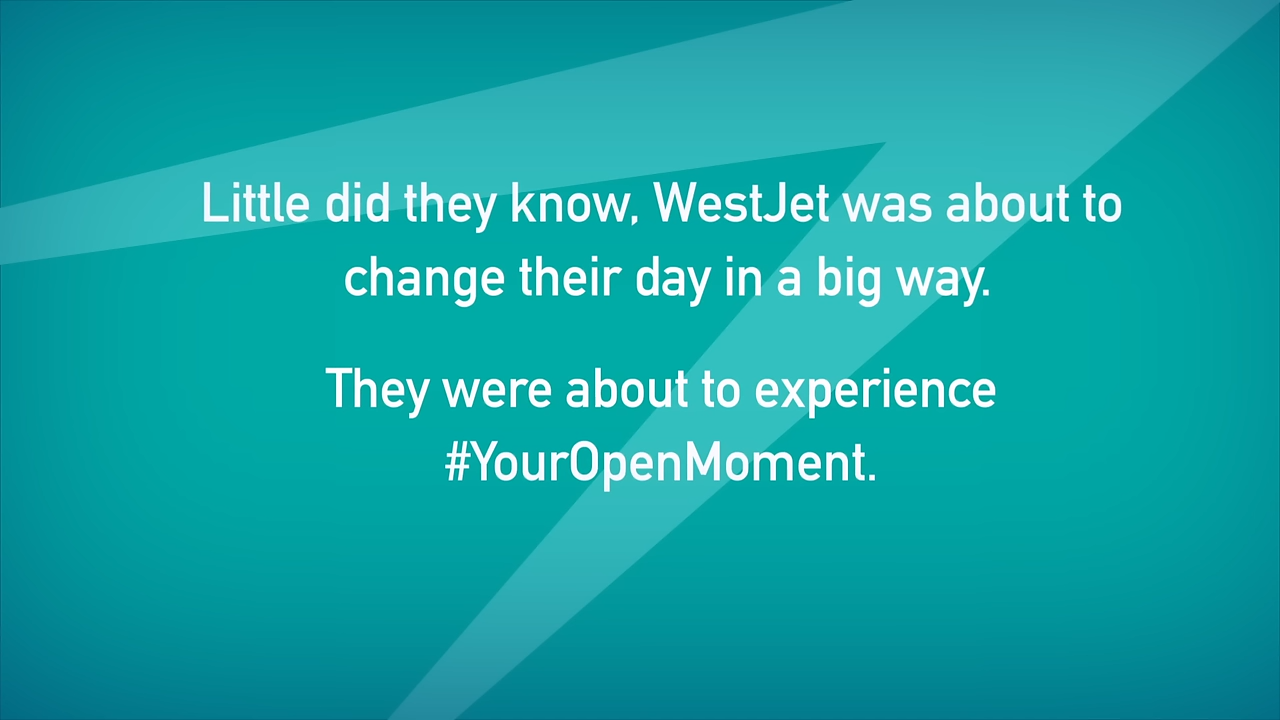 Little did they know, WestJet was about to
change their day in a big way.
They were about to experience
#YourOpenMoment.